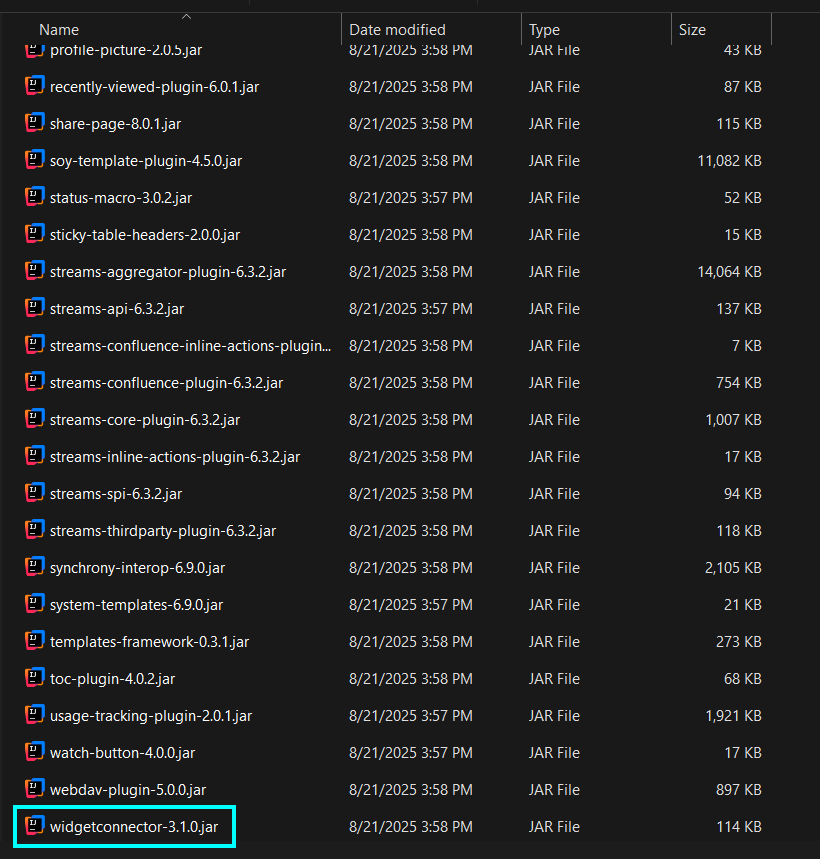 Name Date modified Type Size
profile-picture-2.0.5.jar 8/21/2025 3:58 PM JAR File 43 KB
recently-viewed-plugin-6.0.1.jar 8/21/2025 3:58 PM JAR File 87 KB
share-page-8.0.1.jar 8/21/2025 3:58 PM JAR File 115 KB
soy-template-plugin-4.5.0.jar 8/21/2025 3:58 PM JAR File 11,082 KB
status-macro-3.0.2.jar 8/21/2025 3:57 PM JAR File 52 KB
sticky-table-headers-2.0.0.jar 8/21/2025 3:58 PM JAR File 15 KB
streams-aggregator-plugin-6.3.2.jar 8/21/2025 3:58 PM JAR File 14,064 KB
streams-api-6.3.2.jar 8/21/2025 3:57 PM JAR File 137 KB
streams-confluence-inline-actions-plugin... 8/21/2025 3:58 PM JAR File 7 KB
streams-confluence-plugin-6.3.2.jar 8/21/2025 3:58 PM JAR File 754 KB
streams-core-plugin-6.3.2.jar 8/21/2025 3:58 PM JAR File 1,007 KB
streams-inline-actions-plugin-6.3.2.jar 8/21/2025 3:58 PM JAR File 17 KB
streams-spi-6.3.2.jar 8/21/2025 3:58 PM JAR File 94 KB
streams-thirdparty-plugin-6.3.2.jar 8/21/2025 3:58 PM JAR File 118 KB
synchrony-interop-6.9.0.jar 8/21/2025 3:58 PM JAR File 2,105 KB
system-templates-6.9.0.jar 8/21/2025 3:57 PM JAR File 21 KB
templates-framework-0.3.1.jar 8/21/2025 3:58 PM JAR File 273 KB
toc-plugin-4.0.2.jar 8/21/2025 3:58 PM JAR File 68 KB
usage-tracking-plugin-2.0.1.jar 8/21/2025 3:57 PM JAR File 1,921 KB
watch-button-4.0.0.jar 8/21/2025 3:57 PM JAR File 17 KB
webdav-plugin-5.0.0.jar 8/21/2025 3:58 PM JAR File 897 KB
widgetconnector-3.1.0.jar 8/21/2025 3:58 PM JAR File 114 KB